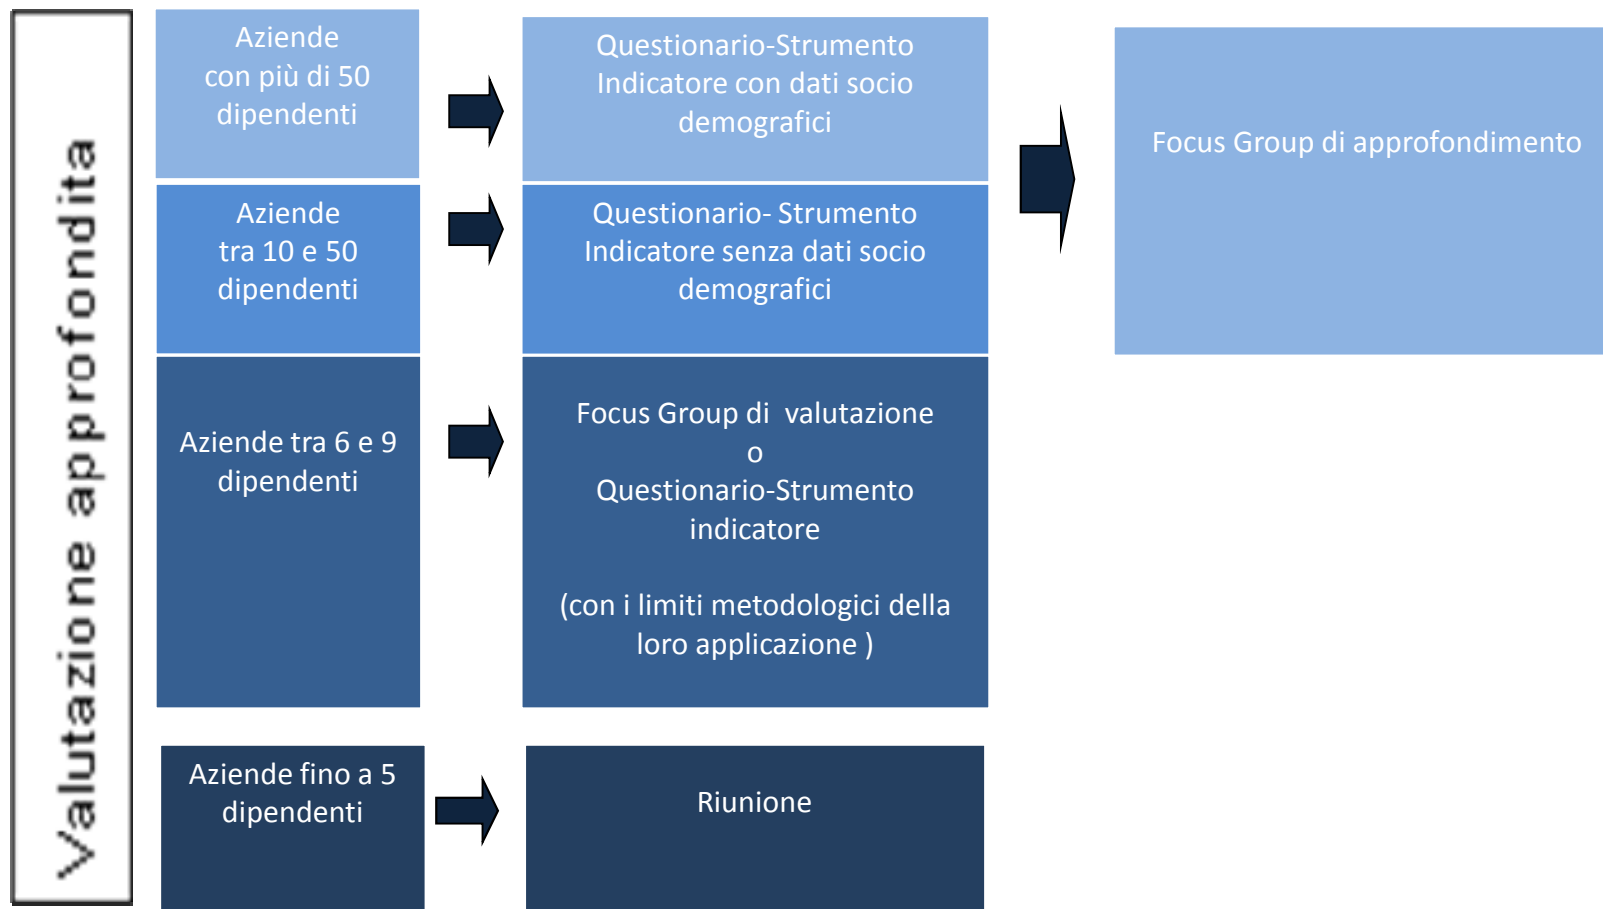 Valutazione approfondita
Aziende
con più di 50
dipendenti
Questionario-Strumento
Indicatore con dati socio
demografici
Focus Group di approfondimento
Aziende
tra 10 e 50
dipendenti
Questionario- Strumento
Indicatore senza dati socio
demografici
Aziende tra 6 e 9
dipendenti
Focus Group di  valutazione
o
Questionario-Strumento
indicatore
(con i limiti metodologici della
loro applicazione )
Aziende fino a 5
dipendenti
Riunione